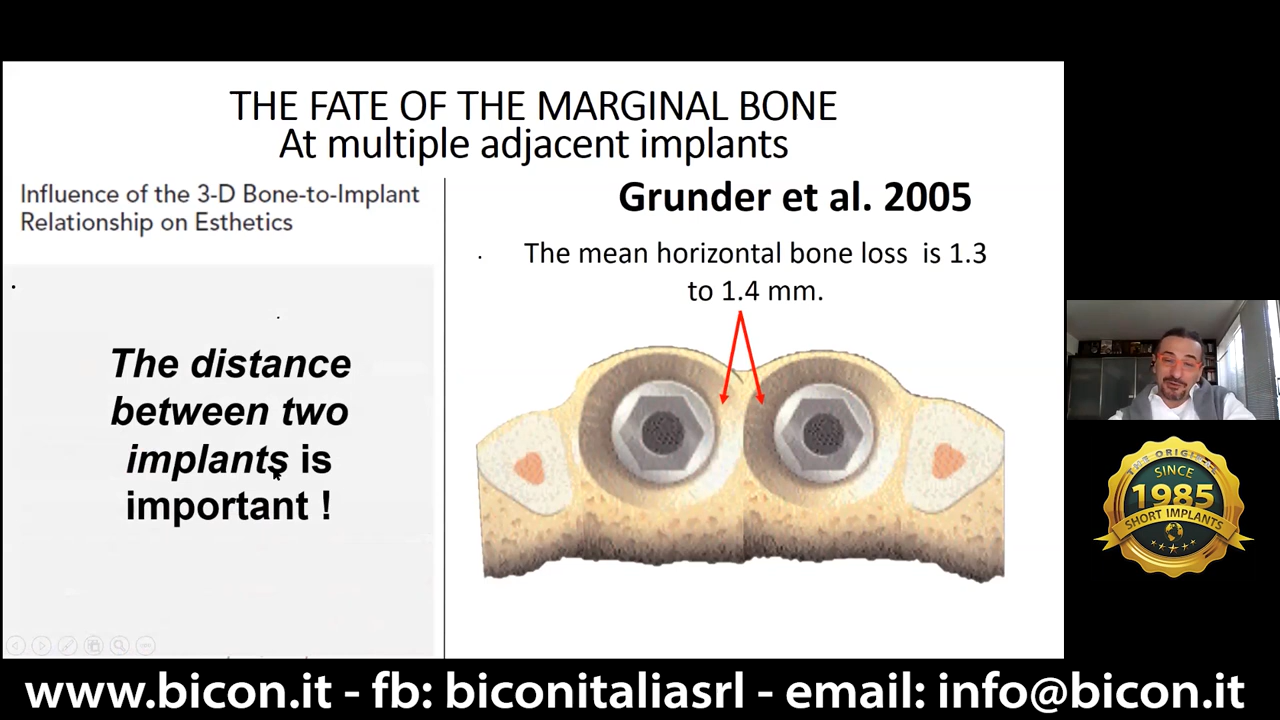 THE FATE OF THE MARGINAL BONE
At multiple adjacent implants
Influence of the 3-D Bone-to-Implant
Relationship on Esthetics
The distance
between two
implants is
important !
Grunder et al. 2005
The mean horizontal bone loss is 1.3
to 1.4 mm.
THE ORIGINAL
SINCE
1985
SHORT IMPLANTS
www.bicon.it - fb: biconitaliasrl - email: info@bicon.it